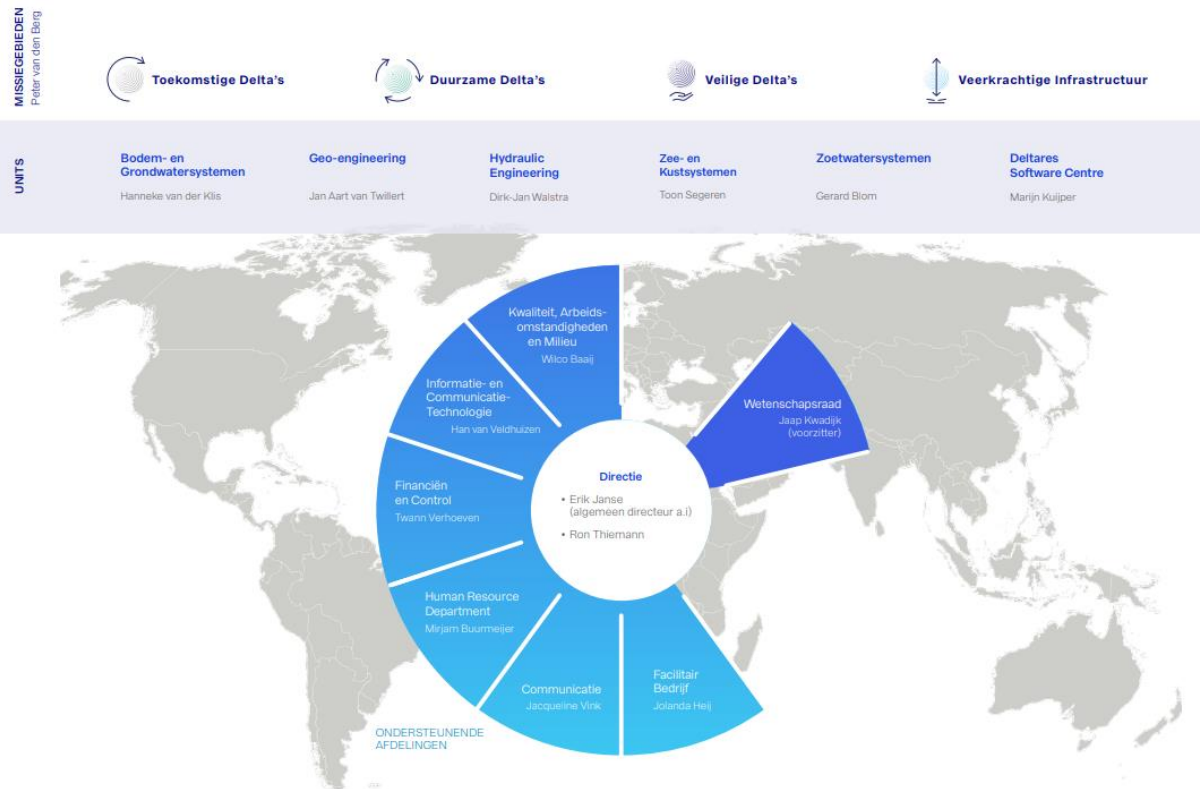 MISSIEGEBIEDEN
Peter van den Berg
Toekomstige Delta's
Duurzame Delta's
Veilige Delta's
Veerkrachtige Infrastructuur
UNITS
Bodem- en
Grondwatersystemen
Hanneke van der Klis
Geo-engineering
Jan Aart van Twillert
Hydraulic
Engineering
Dirk-Jan Walstra
Zee- en
Kustsystemen
Toon Segeren
Zoetwatersystemen
Gerard Blom
Deltares
Software Centre
Marijn Kuijper
Kwaliteit, Arbeids-
omstandigheden
en Milieu
Wilco Baaij
Informatie- en
Communicatie-
Technologie
Han van Veldhuizen
Financiën
en Control
Twann Verhoeven
Human Resource
Department
Mirjam Buurmeijer
Communicatie
Jacqueline Vink
Facilitair
Bedrijf
Jolanda Heij
Wetenschapsraad
Jaap Kwadijk
(voorzitter)
Directie
• Erik Janse
(algemeen directeur a.i)
• Ron Thiemann
ONDERSTEUNENDE
AFDELINGEN